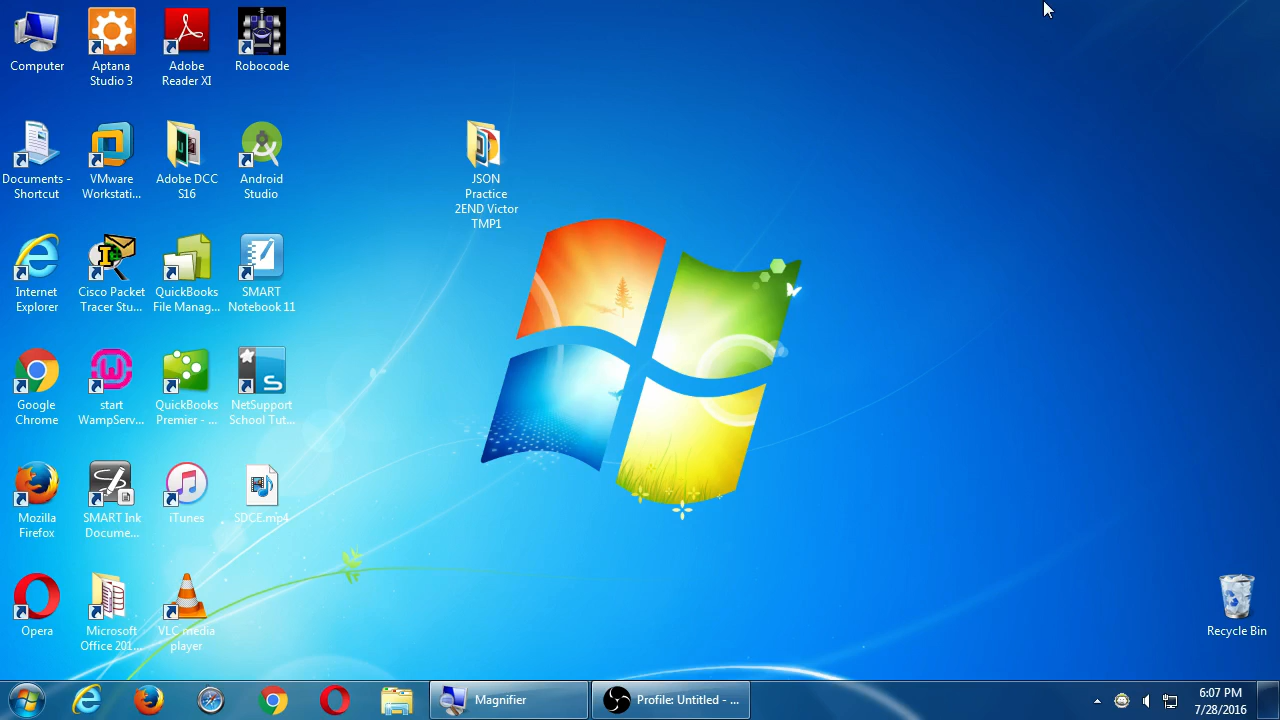 Computer
Aptana
Studio 3
Adobe
Reader XI
Robocode
Documents -
Shortcut
VMware
Workstati...
Adobe DCC
S16
Android
Studio
JSON
Practice
2END Victor
TMP1
Internet
Explorer
Cisco Packet
Tracer Stu...
QuickBooks
File Manag...
SMART
Notebook 11
Google
Chrome
start
WampServ...
QuickBooks
Premier - ...
NetSupport
School Tut...
Mozilla
Firefox
SMART Ink
Docume...
iTunes
SDCE.mp4
Opera
Microsoft
Office 201...
VLC media
player
Recycle Bin
Magnifier
Profile: Untitled - ...
6:07 PM
7/28/2016